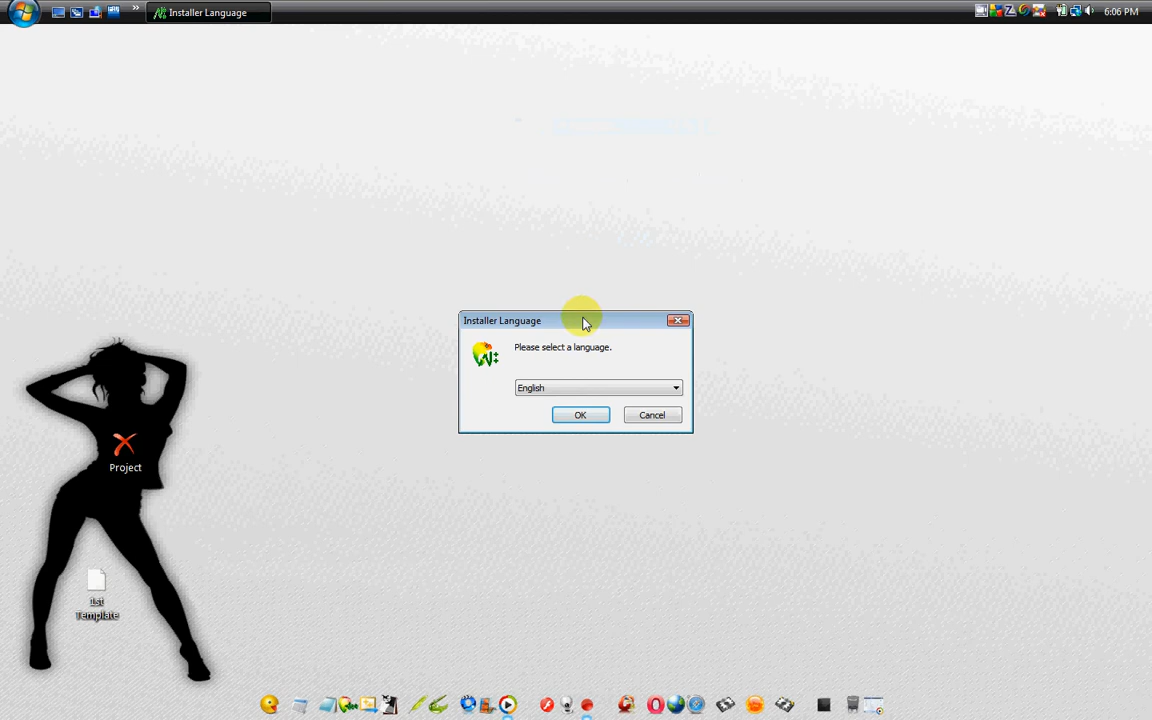 Installer Language
6:06 PM
Installer Language
Please select a language.
English
OK
Cancel
Project
1st
Template